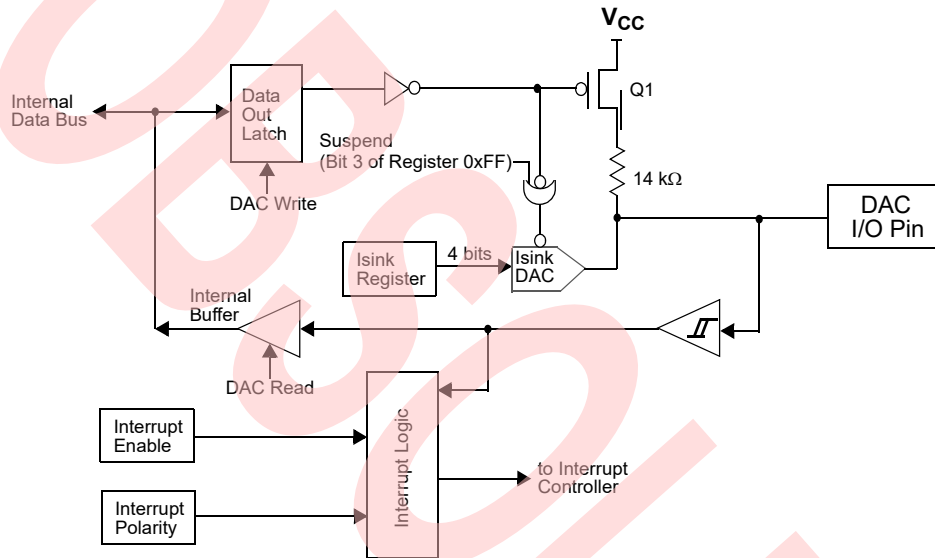 VCC
Q1
Internal
Data Bus
Data
Out
Latch
Suspend
(Bit 3 of Register 0xFF)
14 kΩ
DAC Write
DAC
I/O Pin
4 bits
Isink
Register
Isink
DAC
Internal
Buffer
DAC Read
Interrupt
Enable
Interrupt Logic
to Interrupt
Controller
Interrupt
Polarity